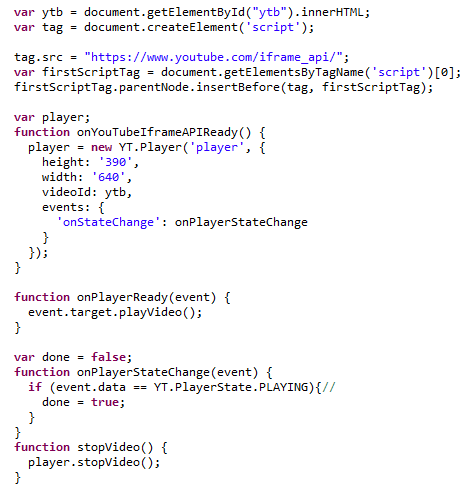 var ytb = document.getElementById("ytb").innerHTML;
var tag = document.createElement('script');

tag.src = "https://www.youtube.com/iframe_api/";
var firstScriptTag = document.getElementsByTagName('script')[0];
firstScriptTag.parentNode.insertBefore(tag, firstScriptTag);

var player;
function onYouTubeIframeAPIReady() {
  player = new YT.Player('player', {
    height: '390',
    width: '640',
    videoId: ytb,
    events: {
      'onStateChange': onPlayerStateChange
    }
  });
}

function onPlayerReady(event) {
  event.target.playVideo();
}

var done = false;
function onPlayerStateChange(event) {
  if (event.data == YT.PlayerState.PLAYING){//
    done = true;
  }
}
function stopVideo() {
  player.stopVideo();
}